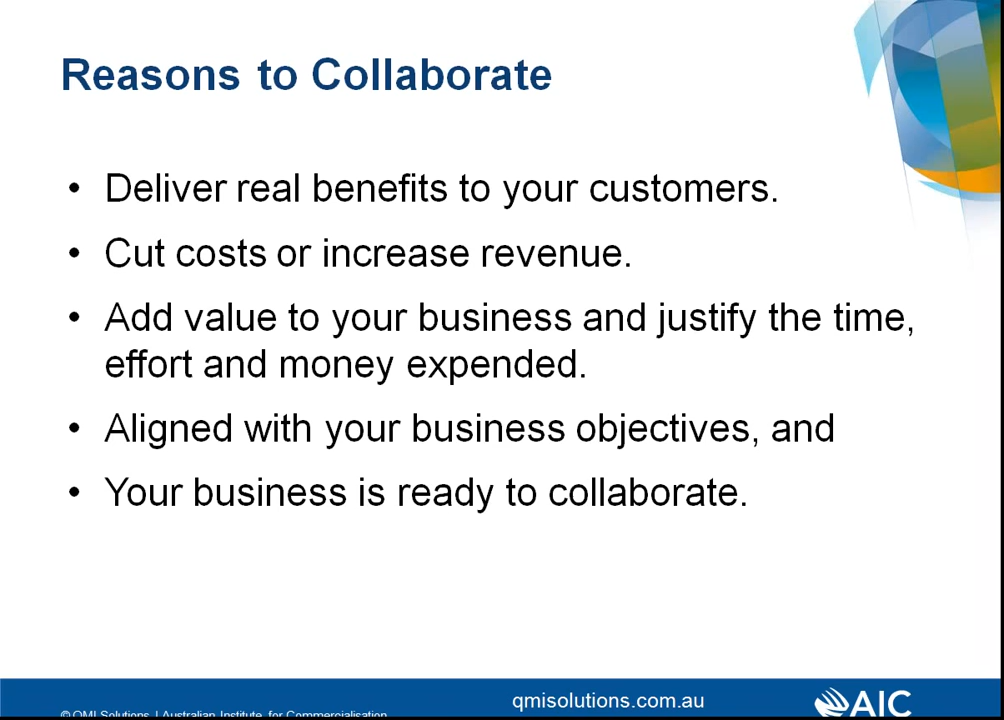 Reasons to Collaborate
• Deliver real benefits to your customers.
• Cut costs or increase revenue.
• Add value to your business and justify the time,
effort and money expended.
• Aligned with your business objectives, and
• Your business is ready to collaborate.
qmisolutions.com.au
AIC
© QMI Solutions | Australian Institute for Commercialisation